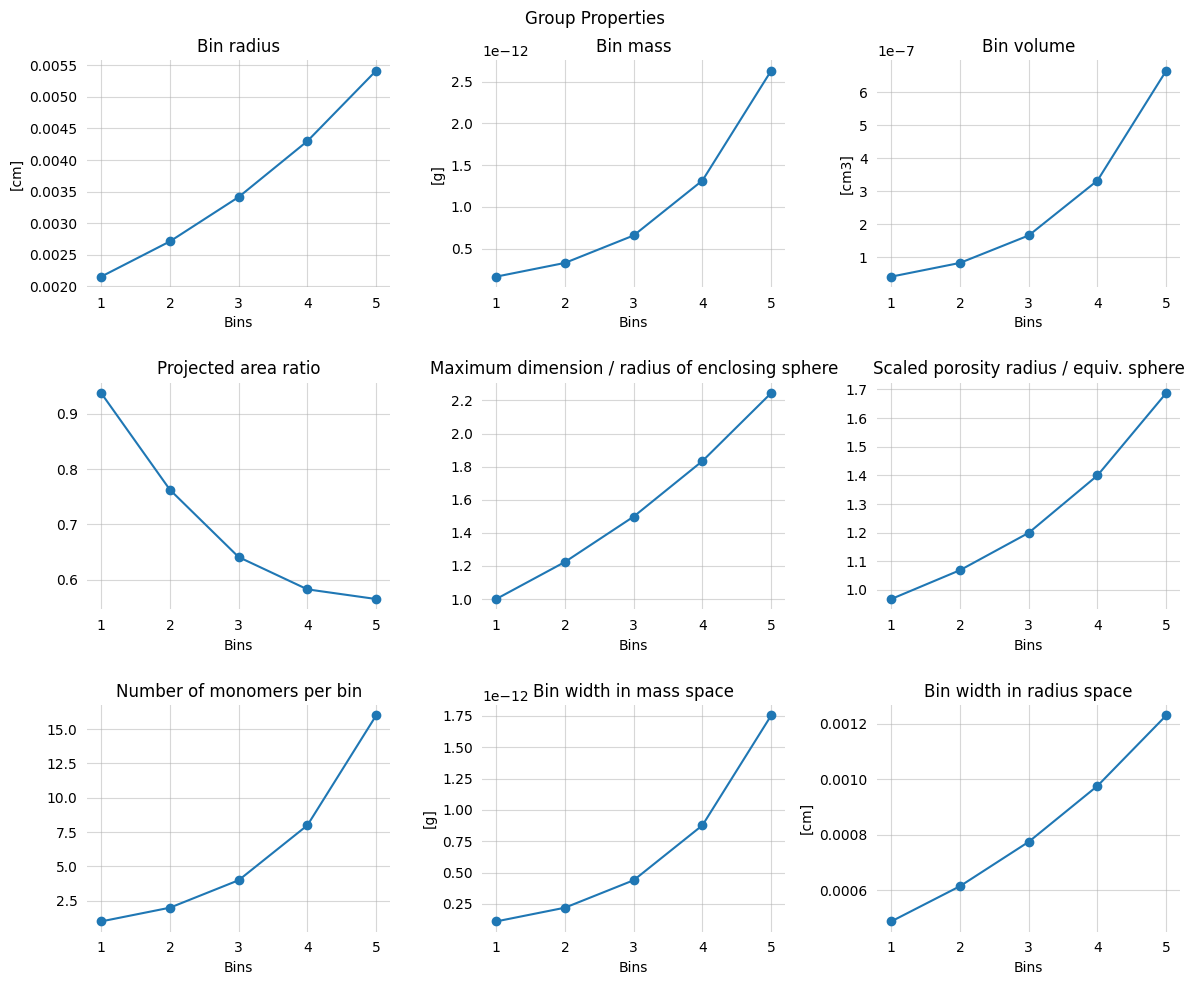 Group Properties
Bin radius
[cm]
0.0055
0.0050
0.0045
0.0040
0.0035
0.0030
0.0025
0.0020
1 2 3 4 5
Bins
Bin mass
1e−12
[g]
2.5
2.0
1.5
1.0
0.5
1 2 3 4 5
Bins
Bin volume
1e−7
[cm3]
6
5
4
3
2
1
1 2 3 4 5
Bins
Projected area ratio
0.9
0.8
0.7
0.6
1 2 3 4 5
Bins
Maximum dimension / radius of enclosing sphere
2.2
2.0
1.8
1.6
1.4
1.2
1.0
1 2 3 4 5
Bins
Scaled porosity radius / equiv. sphere
1.7
1.6
1.5
1.4
1.3
1.2
1.1
1.0
1 2 3 4 5
Bins
Number of monomers per bin
15.0
12.5
10.0
7.5
5.0
2.5
1 2 3 4 5
Bins
Bin width in mass space
1e−12
[g]
1.75
1.50
1.25
1.00
0.75
0.50
0.25
1 2 3 4 5
Bins
Bin width in radius space
[cm]
0.0012
0.0010
0.0008
0.0006
1 2 3 4 5
Bins